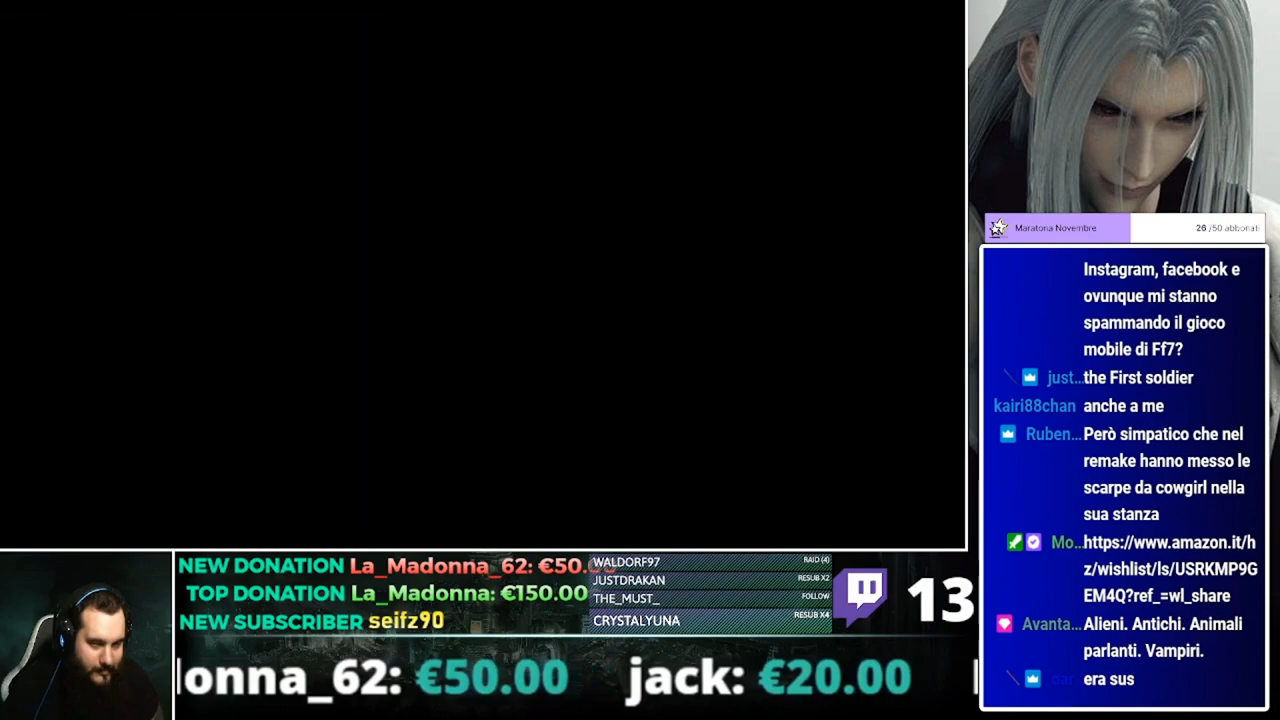 Maratona Novembre 26 /50 abbonati
Instagram, facebook e
ovunque mi stanno
spammando il gioco
mobile di Ff7?
just... the First soldier
kairi88chan anche a me
Ruben... Però simpatico che nel
remake hanno messo le
scarpe da cowgirl nella
sua stanza
Mo... https://www.amazon.it/h
z/wishlist/ls/USRKMP9G
EM4Q?ref_=wl_share
Avanta... Alieni. Antichi. Animali
parlanti. Vampiri.
dar era sus
NEW DONATION La_Madonna_62: €50.00
TOP DONATION La_Madonna: €150.00
NEW SUBSCRIBER seifz90
WALDORF97 RAID (4)
JUSTDRAKAN RESUB X2
THE_MUST_ FOLLOW
CRYSTALYUNA RESUB X4
13
onna_62: €50.00 jack: €20.00